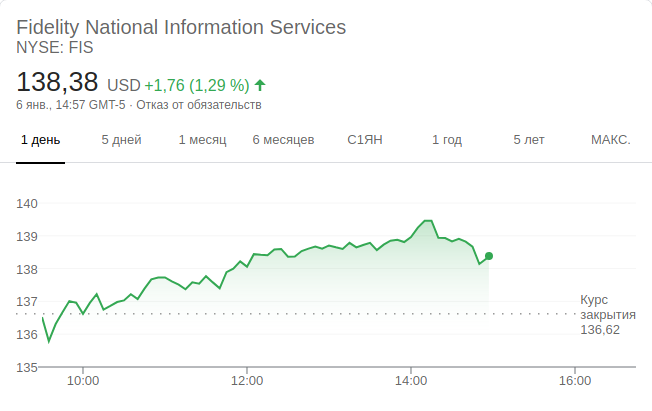 Fidelity National Information Services
NYSE: FIS
138,38 USD +1,76 (1,29 %)
6 янв., 14:57 GMT-5 · Отказ от обязательств
1 день 5 дней 1 месяц 6 месяцев С1ЯН 1 год 5 лет МАКС.
140
139
138
137
136
135
Курс
закрытия
136,62
10:00 12:00 14:00 16:00